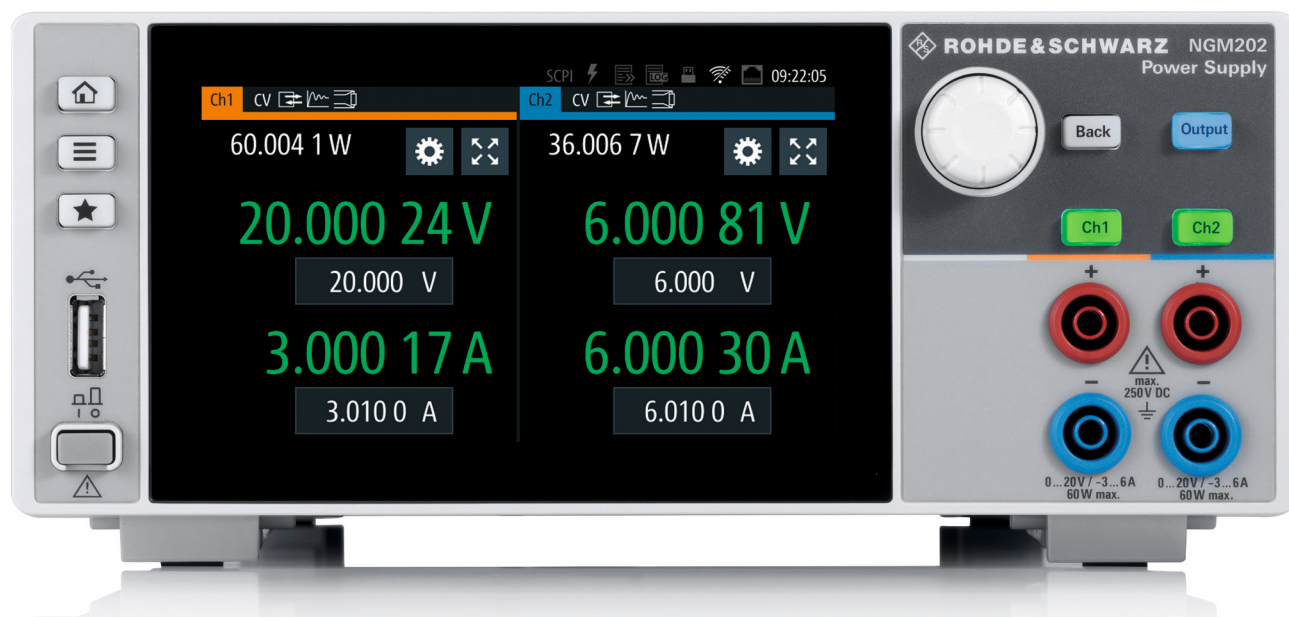 ROHDE&SCHWARZ NGM202
Power Supply
SCPI LOG 09:22:05
Ch1 CV
Ch2 CV
60.004 1 W
36.006 7 W
20.000 24 V
6.000 81 V
20.000 V
6.000 V
3.000 17 A
6.000 30 A
3.010 0 A
6.010 0 A
Back
Output
Ch1
Ch2
+
+
max.
250V DC
-
-
0...20V / -3...6A
60W max.
0...20V / -3...6A
60W max.